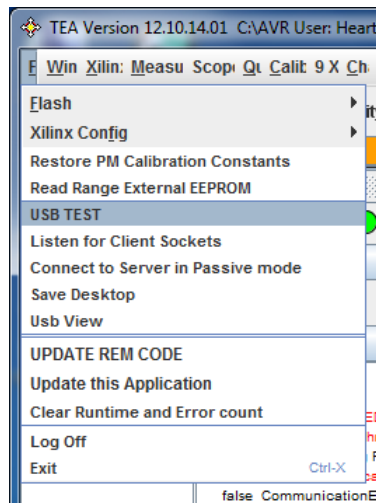 TEA Version 12.10.14.01 C:\AVR User: Heart
F Win Xilin: Measu Scop Qu Calib 9 X Ch
Flash
Xilinx Config
Restore PM Calibration Constants
Read Range External EEPROM
USB TEST
Listen for Client Sockets
Connect to Server in Passive mode
Save Desktop
Usb View
UPDATE REM CODE
Update this Application
Clear Runtime and Error count
Log Off
Exit Ctrl-X
false CommunicationE